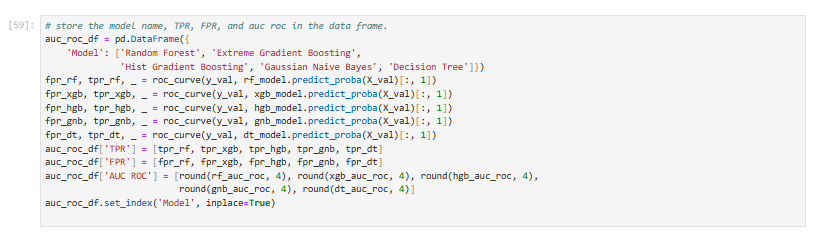 [59]: # store the model name, TPR, FPR, and auc roc in the data frame.
auc_roc_df = pd.DataFrame({
    'Model': ['Random Forest', 'Extreme Gradient Boosting',
              'Hist Gradient Boosting', 'Gaussian Naive Bayes', 'Decision Tree']})
fpr_rf, tpr_rf, _ = roc_curve(y_val, rf_model.predict_proba(X_val)[:, 1])
fpr_xgb, tpr_xgb, _ = roc_curve(y_val, xgb_model.predict_proba(X_val)[:, 1])
fpr_hgb, tpr_hgb, _ = roc_curve(y_val, hgb_model.predict_proba(X_val)[:, 1])
fpr_gnb, tpr_gnb, _ = roc_curve(y_val, gnb_model.predict_proba(X_val)[:, 1])
fpr_dt, tpr_dt, _ = roc_curve(y_val, dt_model.predict_proba(X_val)[:, 1])
auc_roc_df['TPR'] = [tpr_rf, tpr_xgb, tpr_hgb, tpr_gnb, tpr_dt]
auc_roc_df['FPR'] = [fpr_rf, fpr_xgb, fpr_hgb, fpr_gnb, fpr_dt]
auc_roc_df['AUC ROC'] = [round(rf_auc_roc, 4), round(xgb_auc_roc, 4), round(hgb_auc_roc, 4),
                         round(gnb_auc_roc, 4), round(dt_auc_roc, 4)]
auc_roc_df.set_index('Model', inplace=True)